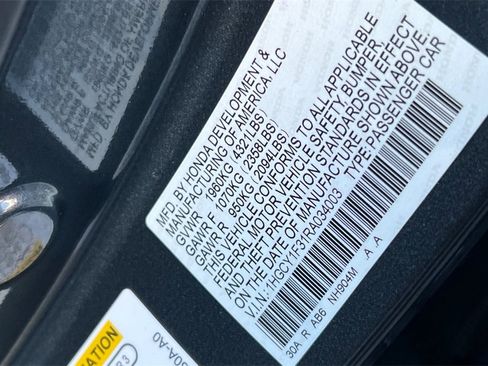 MFD. BY HONDA DEVELOPMENT &
MANUFACTURING OF AMERICA, LLC
GVWR 1960KG (4321LBS)
GAWR F 1070KG (2358LBS)
GAWR R 950KG (2094LBS)
THIS VEHICLE CONFORMS TO ALL APPLICABLE
FEDERAL MOTOR VEHICLE SAFETY, BUMPER,
AND THEFT PREVENTION STANDARDS IN EFFECT
ON THE DATE OF MANUFACTURE SHOWN ABOVE.
V.I.N.: 1HGCY1F31RA034003 TYPE:PASSENGER CAR
30A R AB6 NH904M A A
30A-A0